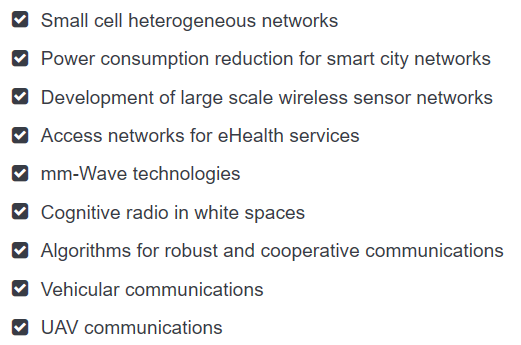 Small cell heterogeneous networks
Power consumption reduction for smart city networks
Development of large scale wireless sensor networks
Access networks for eHealth services
mm-Wave technologies
Cognitive radio in white spaces
Algorithms for robust and cooperative communications
Vehicular communications
UAV communications